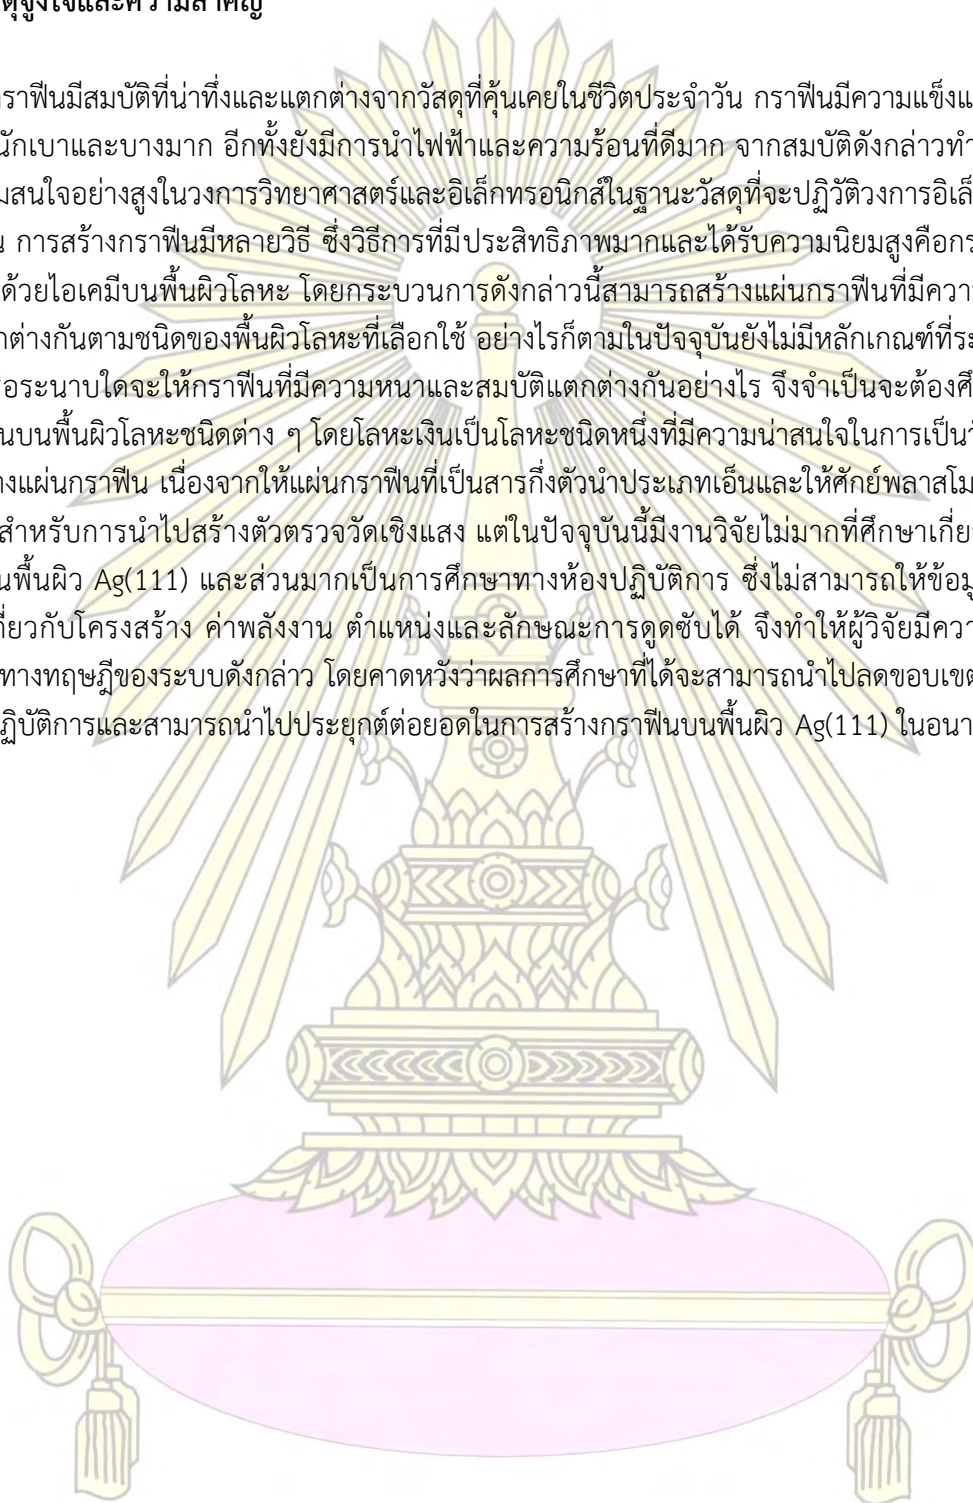 ตุจูงใจและความสำคัญ
กราฟีนมีสมบัติที่น่าทึ่งและแตกต่างจากวัสดุที่คุ้นเคยในชีวิตประจำวัน กราฟีนมีความแข็งแ
นักเบาและบางมาก อีกทั้งยังมีการนำไฟฟ้าและความร้อนที่ดีมาก จากสมบัติดังกล่าวทำ
มสนใจอย่างสูงในวงการวิทยาศาสตร์และอิเล็กทรอนิกส์ในฐานะวัสดุที่จะปฏิวัติวงการอิเล็
น การสร้างกราฟีนมีหลายวิธี ซึ่งวิธีการที่มีประสิทธิภาพมากและได้รับความนิยมสูงคือกร
ด้วยไอเคมีบนพื้นผิวโลหะ โดยกระบวนการดังกล่าวนี้สามารถสร้างแผ่นกราฟีนที่มีความ
กต่างกันตามชนิดของพื้นผิวโลหะที่เลือกใช้ อย่างไรก็ตามในปัจจุบันยังไม่มีหลักเกณฑ์ที่ระ
อระนาบใดจะให้กราฟีนที่มีความหนาและสมบัติแตกต่างกันอย่างไร จึงจำเป็นจะต้องศึ
นบนพื้นผิวโลหะชนิดต่าง ๆ โดยโลหะเงินเป็นโลหะชนิดหนึ่งที่มีความน่าสนใจในการเป็นวั
างแผ่นกราฟีน เนื่องจากให้แผ่นกราฟีนที่เป็นสารกึ่งตัวนำประเภทเอ็นและให้ศักย์พลาสโม
สำหรับการนำไปสร้างตัวตรวจวัดเชิงแสง แต่ในปัจจุบันนี้มีงานวิจัยไม่มากที่ศึกษาเกี่ย
นพื้นผิว Ag(111) และส่วนมากเป็นการศึกษาทางห้องปฏิบัติการ ซึ่งไม่สามารถให้ข้อมู
กี่ยวกับโครงสร้าง ค่าพลังงาน ตำแหน่งและลักษณะการดูดซับได้ จึงทำให้ผู้วิจัยมีควา
ทางทฤษฎีของระบบดังกล่าว โดยคาดหวังว่าผลการศึกษาที่ได้จะสามารถนำไปลดขอบเขต
ฏิบัติการและสามารถนำไปประยุกต์ต่อยอดในการสร้างกราฟีนบนพื้นผิว Ag(111) ในอนา